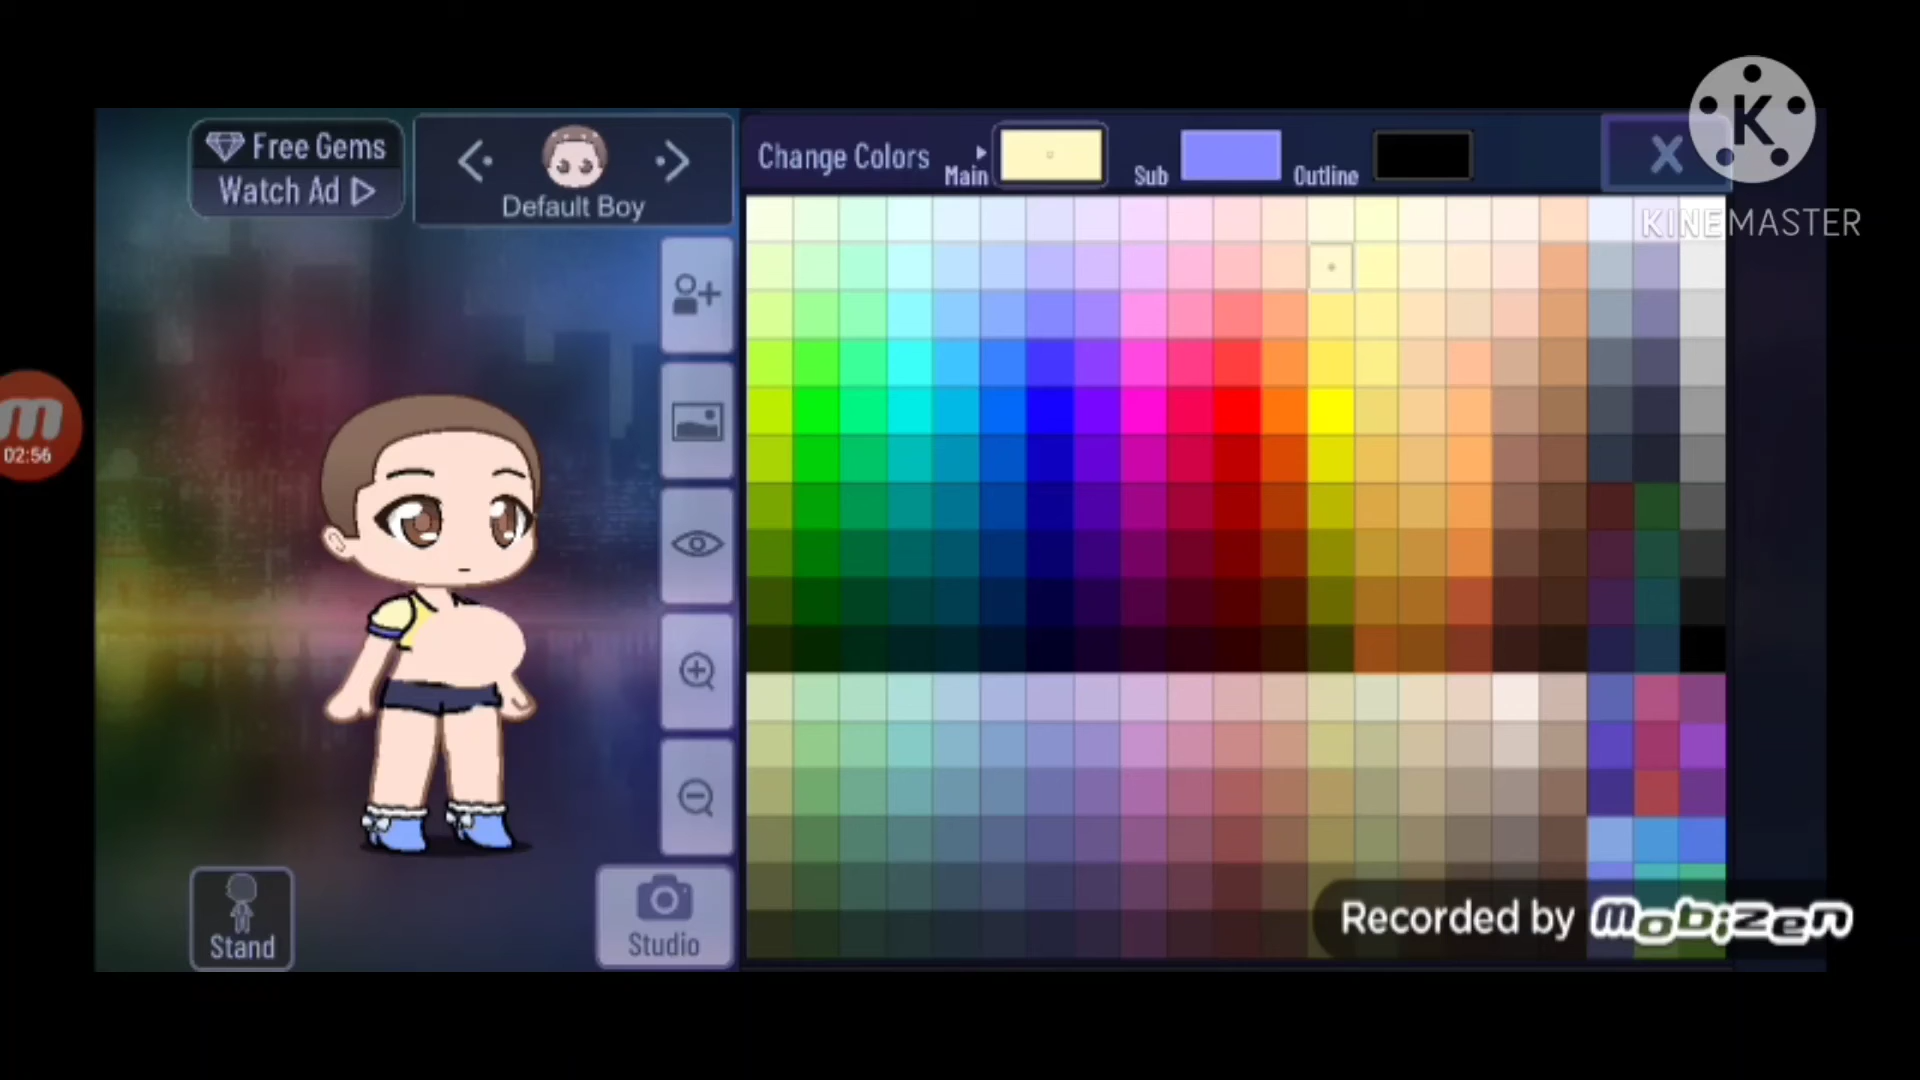 Free Gems
Watch Ad
Default Boy
Change Colors
Main
Sub
Outline
X
K
KINEMASTER
m
02:56
Stand
Studio
Recorded by mobizen